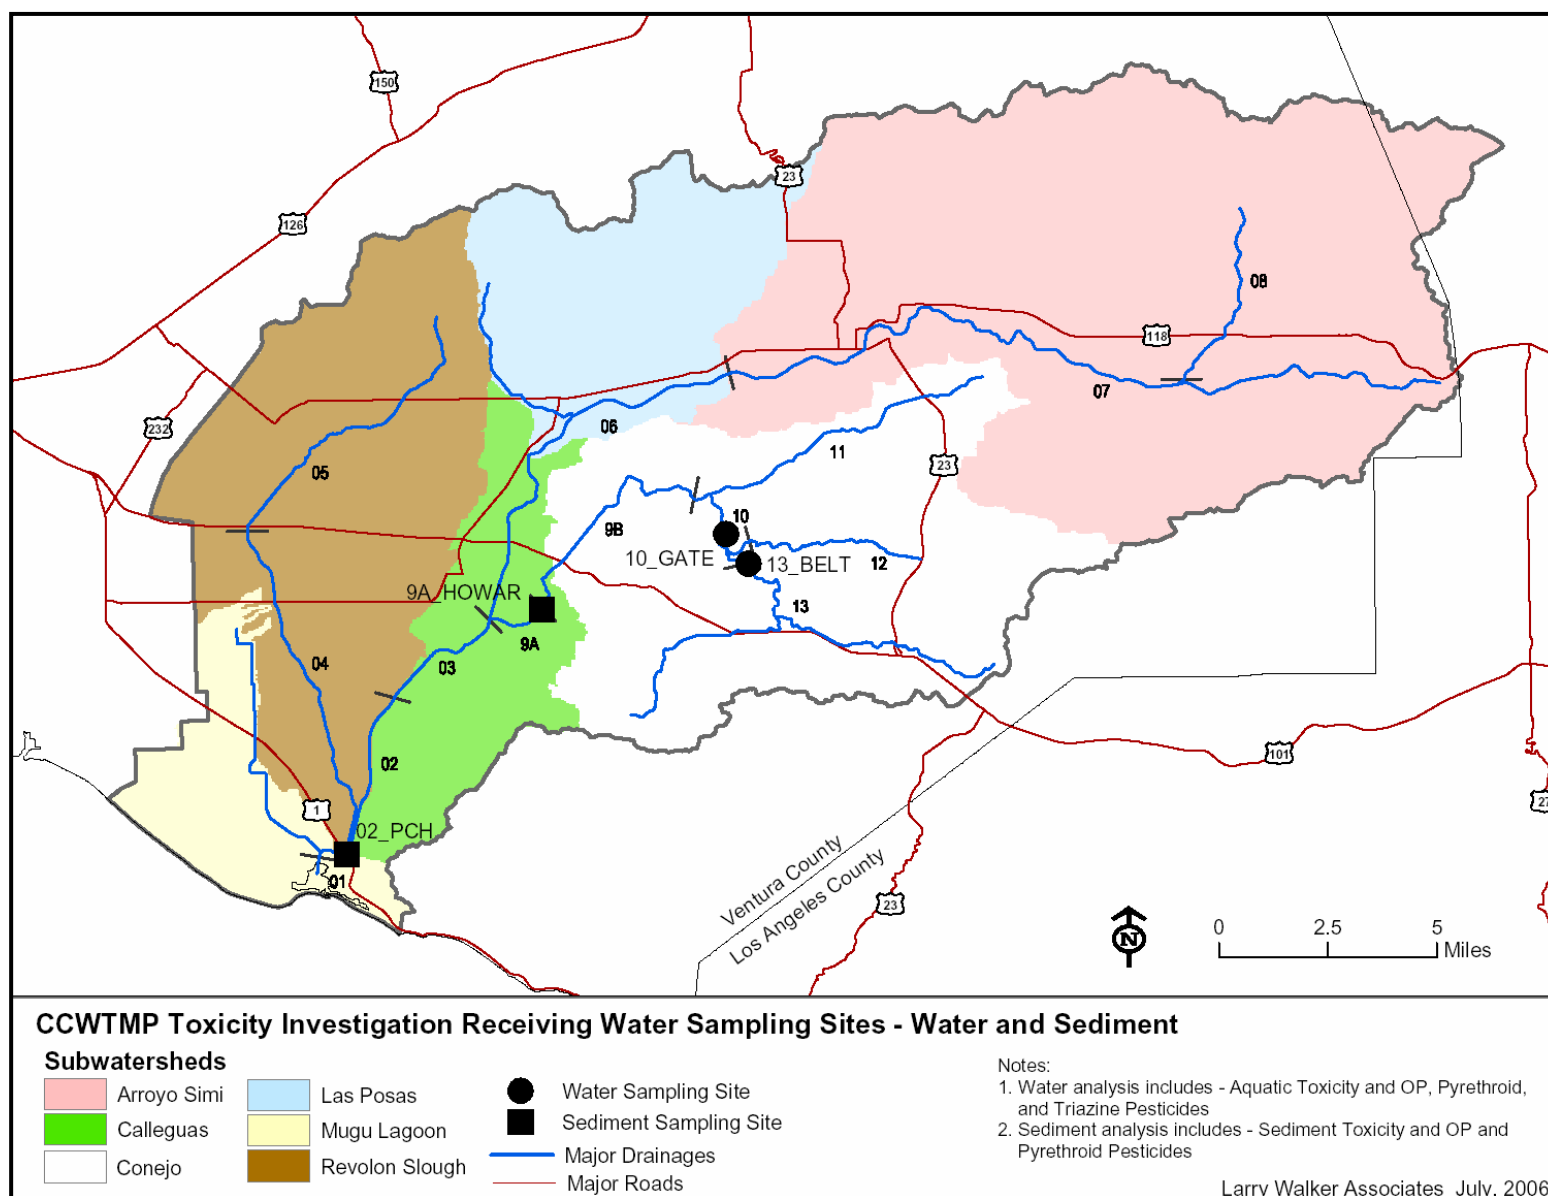 150
23
126
08
118
07
232
06
11
23
05
9B
10
10_GATE
13_BELT
12
9A_HOWAR
13
9A
03
04
02
101
1
27
02_PCH
01
Ventura County
Los Angeles County
23
N
0 2.5 5
Miles
CCWTMP Toxicity Investigation Receiving Water Sampling Sites - Water and Sediment
Subwatersheds
Arroyo Simi
Calleguas
Conejo
Las Posas
Mugu Lagoon
Revolon Slough
Water Sampling Site
Sediment Sampling Site
Major Drainages
Major Roads
Notes:
1. Water analysis includes - Aquatic Toxicity and OP, Pyrethroid,
and Triazine Pesticides
2. Sediment analysis includes - Sediment Toxicity and OP and
Pyrethroid Pesticides
Larry Walker Associates July, 2006